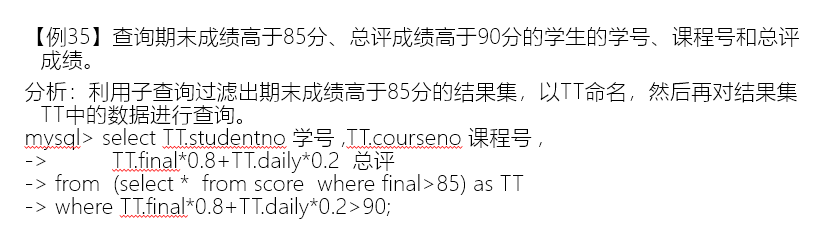 【例35】查询期末成绩高于85分、总评成绩高于90分的学生的学号、课程号和总评
成绩。
分析：利用子查询过滤出期末成绩高于85分的结果集，以TT命名，然后再对结果集
TT中的数据进行查询。
mysql> select TT.studentno 学号 ,TT.courseno 课程号 ,
-> TT.final*0.8+TT.daily*0.2 总评
-> from (select * from score where final>85) as TT
-> where TT.final*0.8+TT.daily*0.2>90;